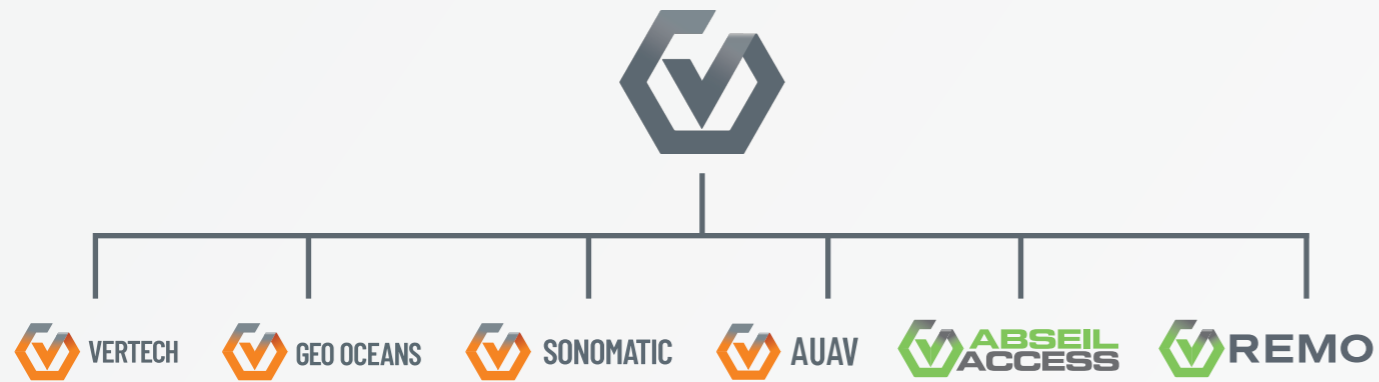 VERTECH
GEO OCEANS
SONOMATIC
AUAV
ABSEIL
ACCESS
REMO